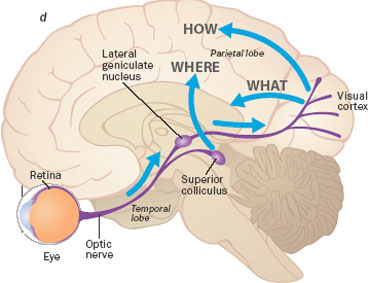 d
HOW
Parietal lobe
Lateral
geniculate
nucleus
WHERE
WHAT
Visual
cortex
Retina
Superior
colliculus
Temporal
lobe
Optic
nerve
Eye